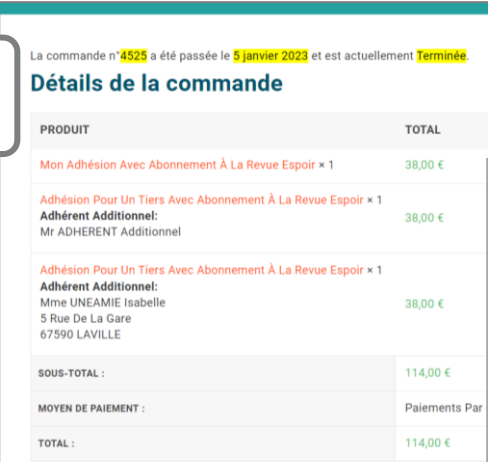 La commande n°4525 a été passée le 5 janvier 2023 et est actuellement Terminée.
Détails de la commande
PRODUIT TOTAL
Mon Adhésion Avec Abonnement À La Revue Espoir × 1 38,00 €
Adhésion Pour Un Tiers Avec Abonnement À La Revue Espoir × 1
Adhérent Additionnel:
Mr ADHERENT Additionnel
38,00 €
Adhésion Pour Un Tiers Avec Abonnement À La Revue Espoir × 1
Adhérent Additionnel:
Mme UNEAMIE Isabelle
5 Rue De La Gare
67590 LAVILLE
38,00 €
SOUS-TOTAL : 114,00 €
MOYEN DE PAIEMENT : Paiements Par
TOTAL : 114,00 €